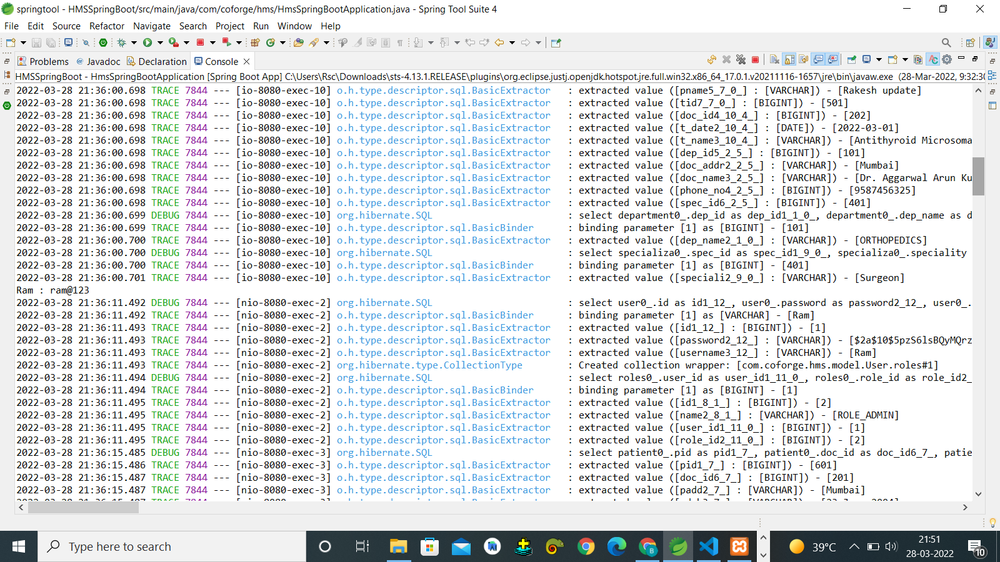 springtool - HMSSpringBoot/src/main/java/com/coforge/hms/HmsSpringBootApplication.java - Spring Tool Suite 4
File Edit Source Refactor Navigate Search Project Run Window Help
Problems @ Javadoc Declaration Console
HMSSpringBoot - HmsSpringBootApplication [Spring Boot App] C:\Users\Rsc\Downloads\sts-4.13.1.RELEASE\plugins\org.eclipse.justj.openjdk.hotspot.jre.full.win32.x86_64_17.0.1.v20211116-1657\jre\bin\javaw.exe (28-Mar-2022, 9:32:30
2022-03-28 21:36:00.698 TRACE 7844 --- [io-8080-exec-10] o.h.type.descriptor.sql.BasicExtractor : extracted value ([pname5_7_0_] : [VARCHAR]) - [Rakesh update]
2022-03-28 21:36:00.698 TRACE 7844 --- [io-8080-exec-10] o.h.type.descriptor.sql.BasicExtractor : extracted value ([tid7_7_0_] : [BIGINT]) - [501]
2022-03-28 21:36:00.698 TRACE 7844 --- [io-8080-exec-10] o.h.type.descriptor.sql.BasicExtractor : extracted value ([doc_id4_10_4_] : [BIGINT]) - [202]
2022-03-28 21:36:00.698 TRACE 7844 --- [io-8080-exec-10] o.h.type.descriptor.sql.BasicExtractor : extracted value ([t_date2_10_4_] : [DATE]) - [2022-03-01]
2022-03-28 21:36:00.698 TRACE 7844 --- [io-8080-exec-10] o.h.type.descriptor.sql.BasicExtractor : extracted value ([t_name3_10_4_] : [VARCHAR]) - [Antithyroid Microsoma
2022-03-28 21:36:00.698 TRACE 7844 --- [io-8080-exec-10] o.h.type.descriptor.sql.BasicExtractor : extracted value ([dep_id5_2_5_] : [BIGINT]) - [101]
2022-03-28 21:36:00.698 TRACE 7844 --- [io-8080-exec-10] o.h.type.descriptor.sql.BasicExtractor : extracted value ([doc_addr2_2_5_] : [VARCHAR]) - [Mumbai]
2022-03-28 21:36:00.698 TRACE 7844 --- [io-8080-exec-10] o.h.type.descriptor.sql.BasicExtractor : extracted value ([doc_name3_2_5_] : [VARCHAR]) - [Dr. Aggarwal Arun Ku
2022-03-28 21:36:00.698 TRACE 7844 --- [io-8080-exec-10] o.h.type.descriptor.sql.BasicExtractor : extracted value ([phone_no4_2_5_] : [BIGINT]) - [9587456325]
2022-03-28 21:36:00.698 TRACE 7844 --- [io-8080-exec-10] o.h.type.descriptor.sql.BasicExtractor : extracted value ([spec_id6_2_5_] : [BIGINT]) - [401]
2022-03-28 21:36:00.699 DEBUG 7844 --- [io-8080-exec-10] org.hibernate.SQL : select department0_.dep_id as dep_id1_1_0_, department0_.dep_name as d
2022-03-28 21:36:00.699 TRACE 7844 --- [io-8080-exec-10] o.h.type.descriptor.sql.BasicBinder : binding parameter [1] as [BIGINT] - [101]
2022-03-28 21:36:00.700 TRACE 7844 --- [io-8080-exec-10] o.h.type.descriptor.sql.BasicExtractor : extracted value ([dep_name2_1_0_] : [VARCHAR]) - [ORTHOPEDICS]
2022-03-28 21:36:00.700 DEBUG 7844 --- [io-8080-exec-10] org.hibernate.SQL : select specializa0_.spec_id as spec_id1_9_0_, specializa0_.speciality
2022-03-28 21:36:00.700 TRACE 7844 --- [io-8080-exec-10] o.h.type.descriptor.sql.BasicBinder : binding parameter [1] as [BIGINT] - [401]
2022-03-28 21:36:00.701 TRACE 7844 --- [io-8080-exec-10] o.h.type.descriptor.sql.BasicExtractor : extracted value ([speciali2_9_0_] : [VARCHAR]) - [Surgeon]
Ram : ram@123
2022-03-28 21:36:11.492 DEBUG 7844 --- [nio-8080-exec-2] org.hibernate.SQL : select user0_.id as id1_12_, user0_.password as password2_12_, user0_.
2022-03-28 21:36:11.492 TRACE 7844 --- [nio-8080-exec-2] o.h.type.descriptor.sql.BasicBinder : binding parameter [1] as [VARCHAR] - [Ram]
2022-03-28 21:36:11.493 TRACE 7844 --- [nio-8080-exec-2] o.h.type.descriptor.sql.BasicExtractor : extracted value ([id1_12_] : [BIGINT]) - [1]
2022-03-28 21:36:11.493 TRACE 7844 --- [nio-8080-exec-2] o.h.type.descriptor.sql.BasicExtractor : extracted value ([password2_12_] : [VARCHAR]) - [$2a$10$5pzS6lsBQyMQrz
2022-03-28 21:36:11.493 TRACE 7844 --- [nio-8080-exec-2] o.h.type.descriptor.sql.BasicExtractor : extracted value ([username3_12_] : [VARCHAR]) - [Ram]
2022-03-28 21:36:11.493 TRACE 7844 --- [nio-8080-exec-2] org.hibernate.type.CollectionType : Created collection wrapper: [com.coforge.hms.model.User.roles#1]
2022-03-28 21:36:11.494 DEBUG 7844 --- [nio-8080-exec-2] org.hibernate.SQL : select roles0_.user_id as user_id1_11_0_, roles0_.role_id as role_id2_
2022-03-28 21:36:11.494 TRACE 7844 --- [nio-8080-exec-2] o.h.type.descriptor.sql.BasicBinder : binding parameter [1] as [BIGINT] - [1]
2022-03-28 21:36:11.495 TRACE 7844 --- [nio-8080-exec-2] o.h.type.descriptor.sql.BasicExtractor : extracted value ([id1_8_1_] : [BIGINT]) - [2]
2022-03-28 21:36:11.495 TRACE 7844 --- [nio-8080-exec-2] o.h.type.descriptor.sql.BasicExtractor : extracted value ([name2_8_1_] : [VARCHAR]) - [ROLE_ADMIN]
2022-03-28 21:36:11.495 TRACE 7844 --- [nio-8080-exec-2] o.h.type.descriptor.sql.BasicExtractor : extracted value ([user_id1_11_0_] : [BIGINT]) - [1]
2022-03-28 21:36:11.495 TRACE 7844 --- [nio-8080-exec-2] o.h.type.descriptor.sql.BasicExtractor : extracted value ([role_id2_11_0_] : [BIGINT]) - [2]
2022-03-28 21:36:15.485 DEBUG 7844 --- [nio-8080-exec-3] org.hibernate.SQL : select patient0_.pid as pid1_7_, patient0_.doc_id as doc_id6_7_, patie
2022-03-28 21:36:15.486 TRACE 7844 --- [nio-8080-exec-3] o.h.type.descriptor.sql.BasicExtractor : extracted value ([pid1_7_] : [BIGINT]) - [601]
2022-03-28 21:36:15.487 TRACE 7844 --- [nio-8080-exec-3] o.h.type.descriptor.sql.BasicExtractor : extracted value ([doc_id6_7_] : [BIGINT]) - [201]
2022-03-28 21:36:15.487 TRACE 7844 --- [nio-8080-exec-3] o.h.type.descriptor.sql.BasicExtractor : extracted value ([padd2_7_] : [VARCHAR]) - [Mumbai]
Type here to search
39°C
21:51
28-03-2022
10